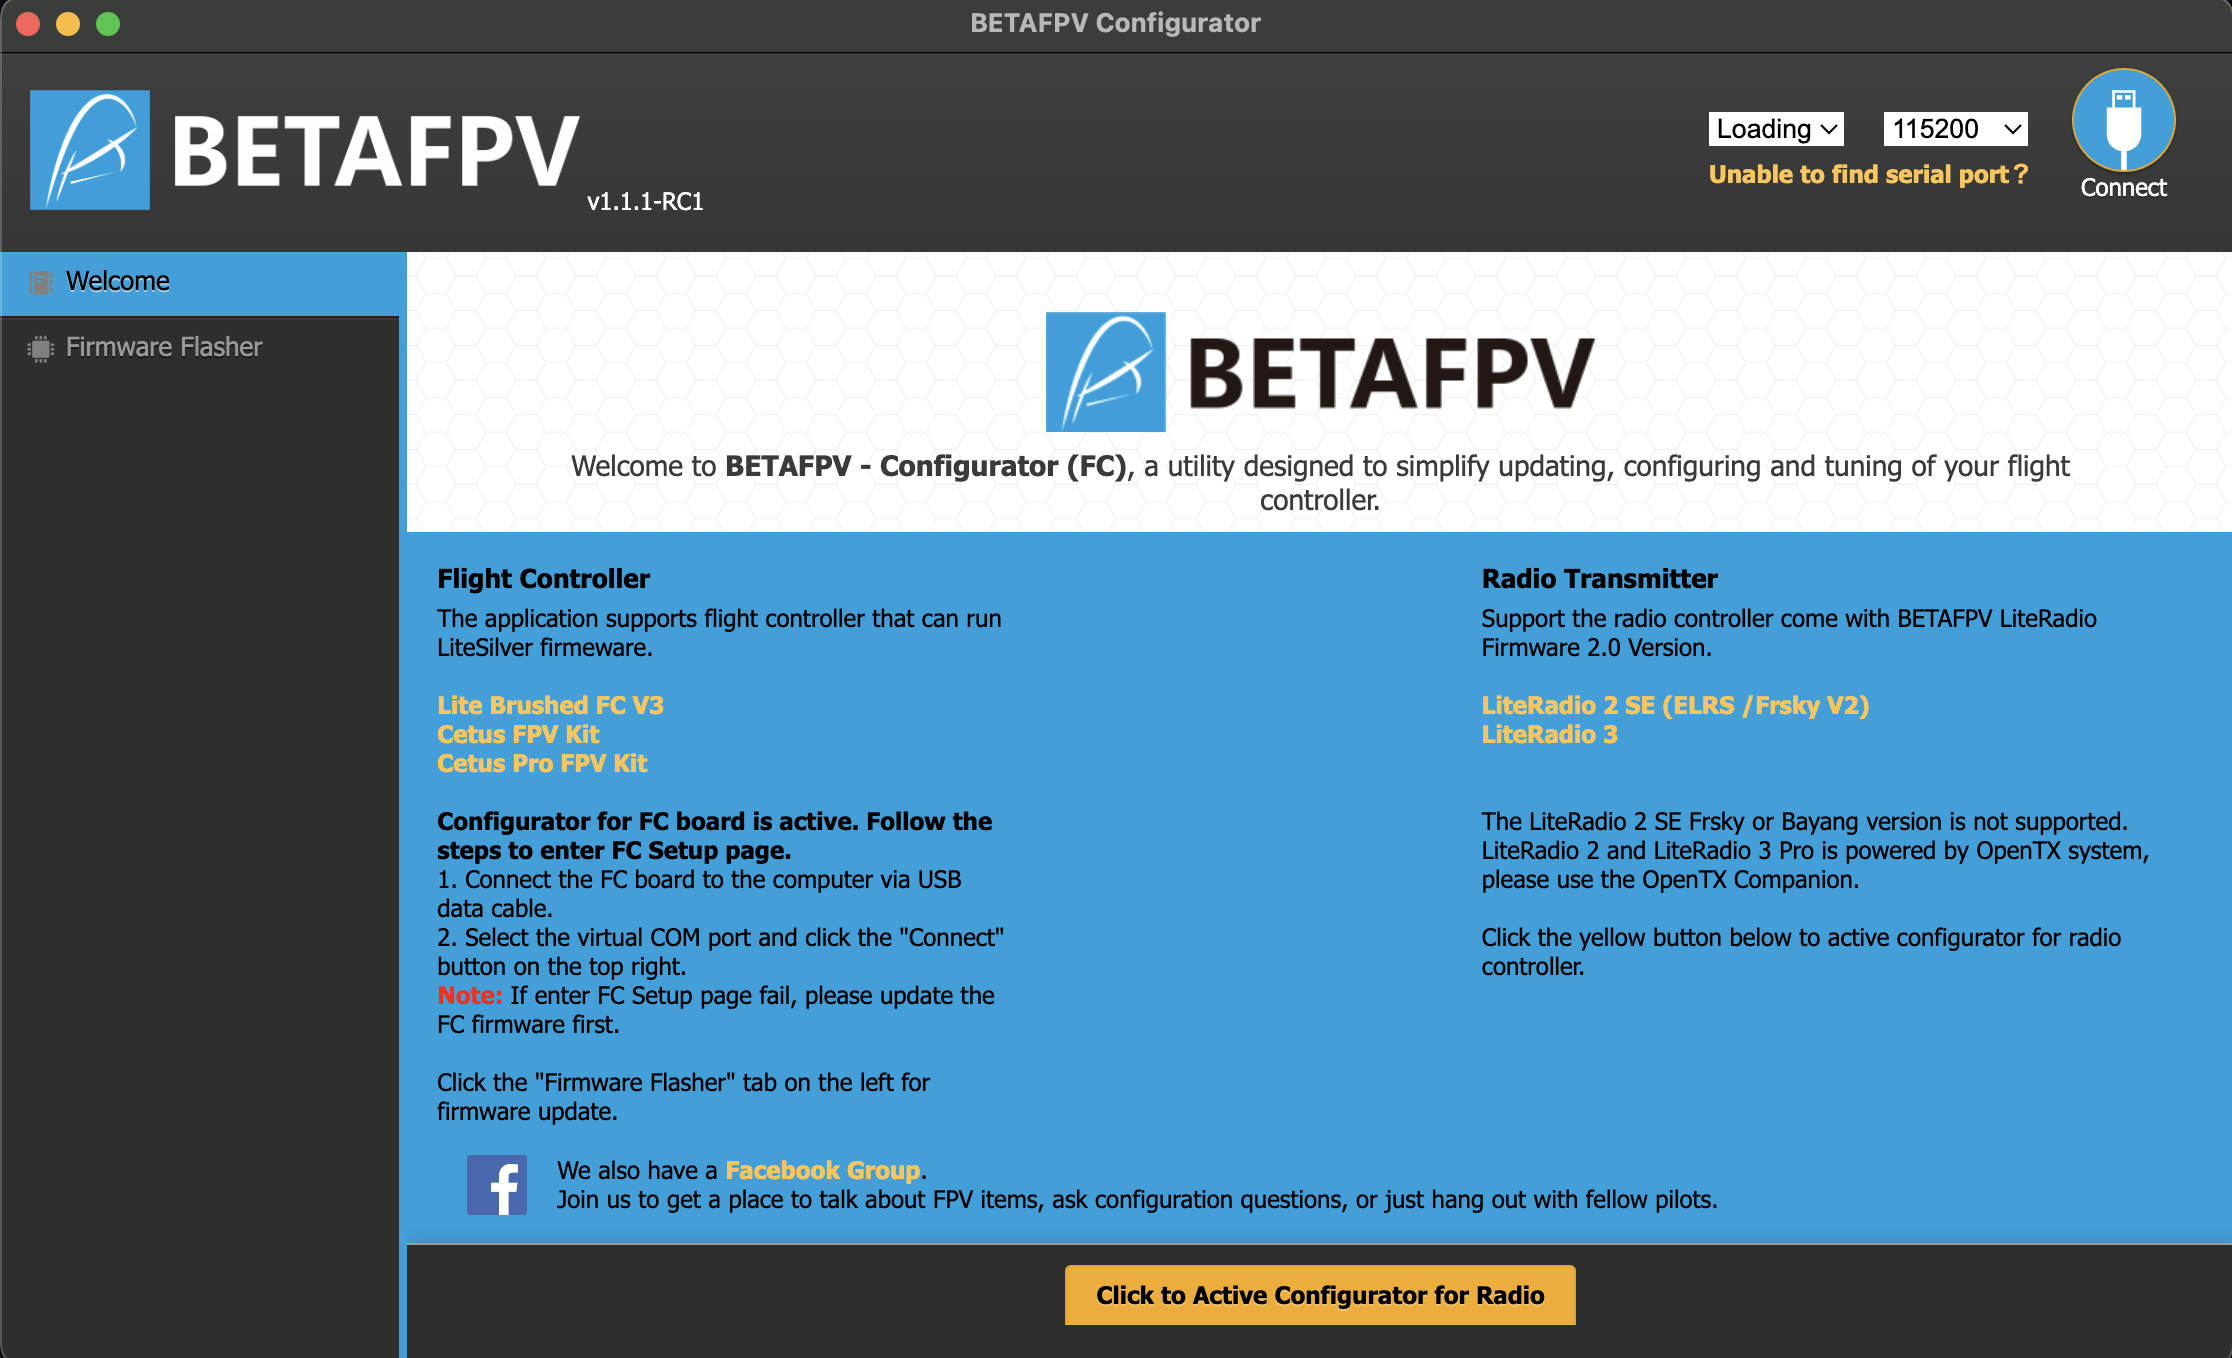 BETAFPV Configurator
BETAFPV
v1.1.1-RC1
Loading
115200
Unable to find serial port?
Connect
Welcome
Firmware Flasher
BETAFPV
Welcome to BETAFPV - Configurator (FC), a utility designed to simplify updating, configuring and tuning of your flight
controller.
Flight Controller
The application supports flight controller that can run
LiteSilver firmeware.
Lite Brushed FC V3
Cetus FPV Kit
Cetus Pro FPV Kit
Configurator for FC board is active. Follow the
steps to enter FC Setup page.
1. Connect the FC board to the computer via USB
data cable.
2. Select the virtual COM port and click the "Connect"
button on the top right.
Note: If enter FC Setup page fail, please update the
FC firmware first.
Click the "Firmware Flasher" tab on the left for
firmware update.
Radio Transmitter
Support the radio controller come with BETAFPV LiteRadio
Firmware 2.0 Version.
LiteRadio 2 SE (ELRS /Frsky V2)
LiteRadio 3
The LiteRadio 2 SE Frsky or Bayang version is not supported.
LiteRadio 2 and LiteRadio 3 Pro is powered by OpenTX system,
please use the OpenTX Companion.
Click the yellow button below to active configurator for radio
controller.
We also have a Facebook Group.
Join us to get a place to talk about FPV items, ask configuration questions, or just hang out with fellow pilots.
Click to Active Configurator for Radio